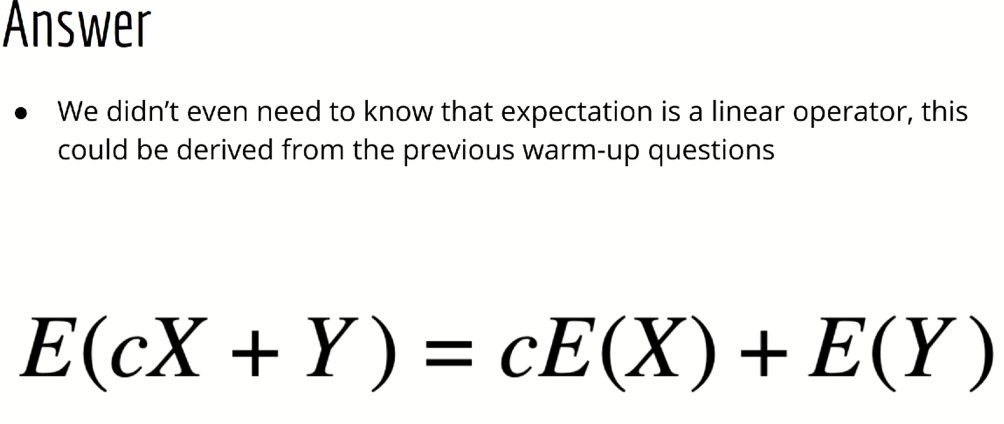 Answer
● We didn’t even need to know that expectation is a linear operator, this
could be derived from the previous warm-up questions
E(cX + Y) = cE(X) + E(Y)